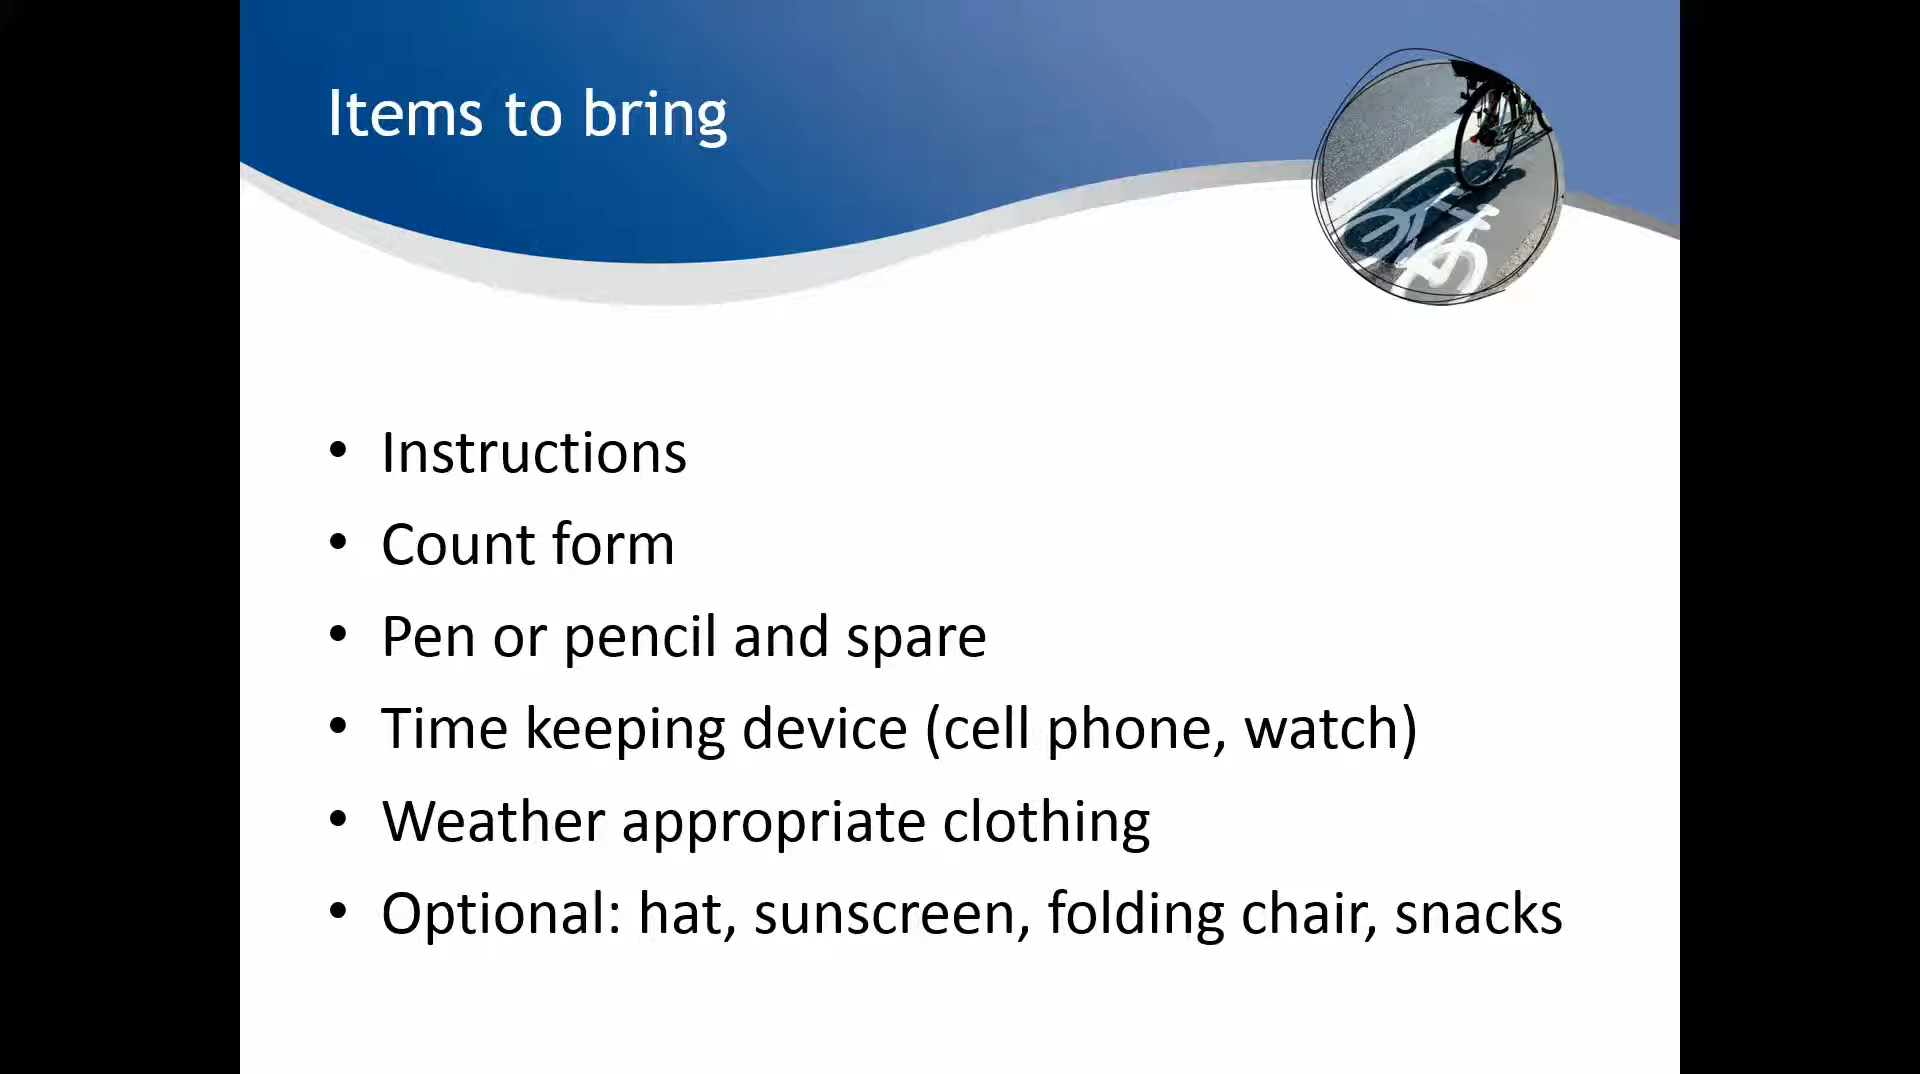 Items to bring
• Instructions
• Count form
• Pen or pencil and spare
• Time keeping device (cell phone, watch)
• Weather appropriate clothing
• Optional: hat, sunscreen, folding chair, snacks